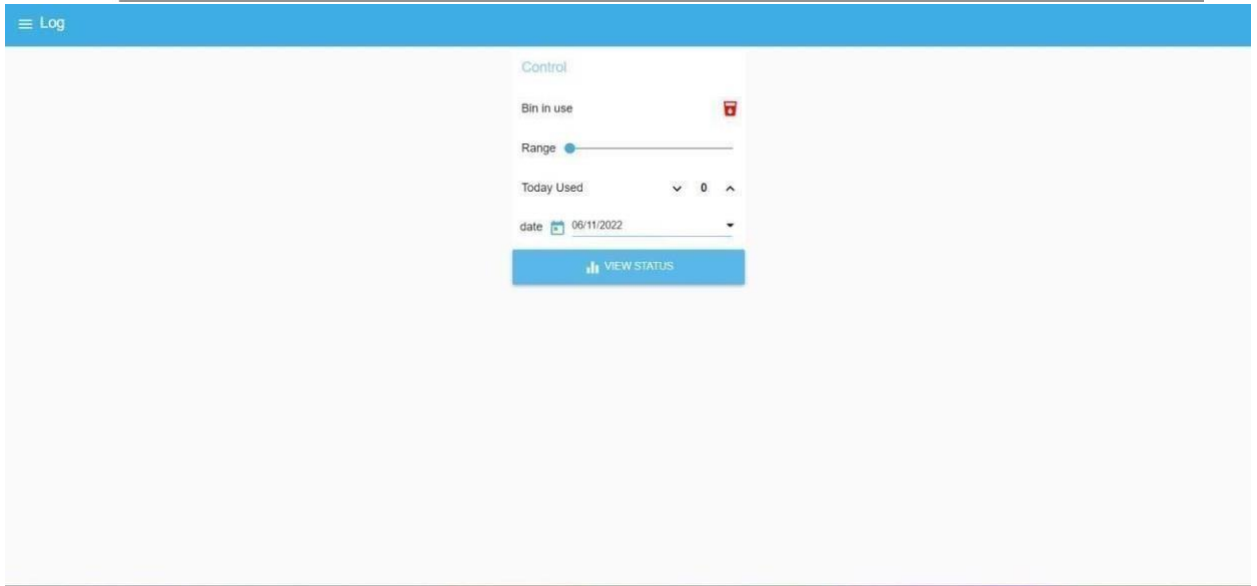 Log
Control
Bin in use
Range
Today Used 0
date 06/11/2022
VIEW STATUS